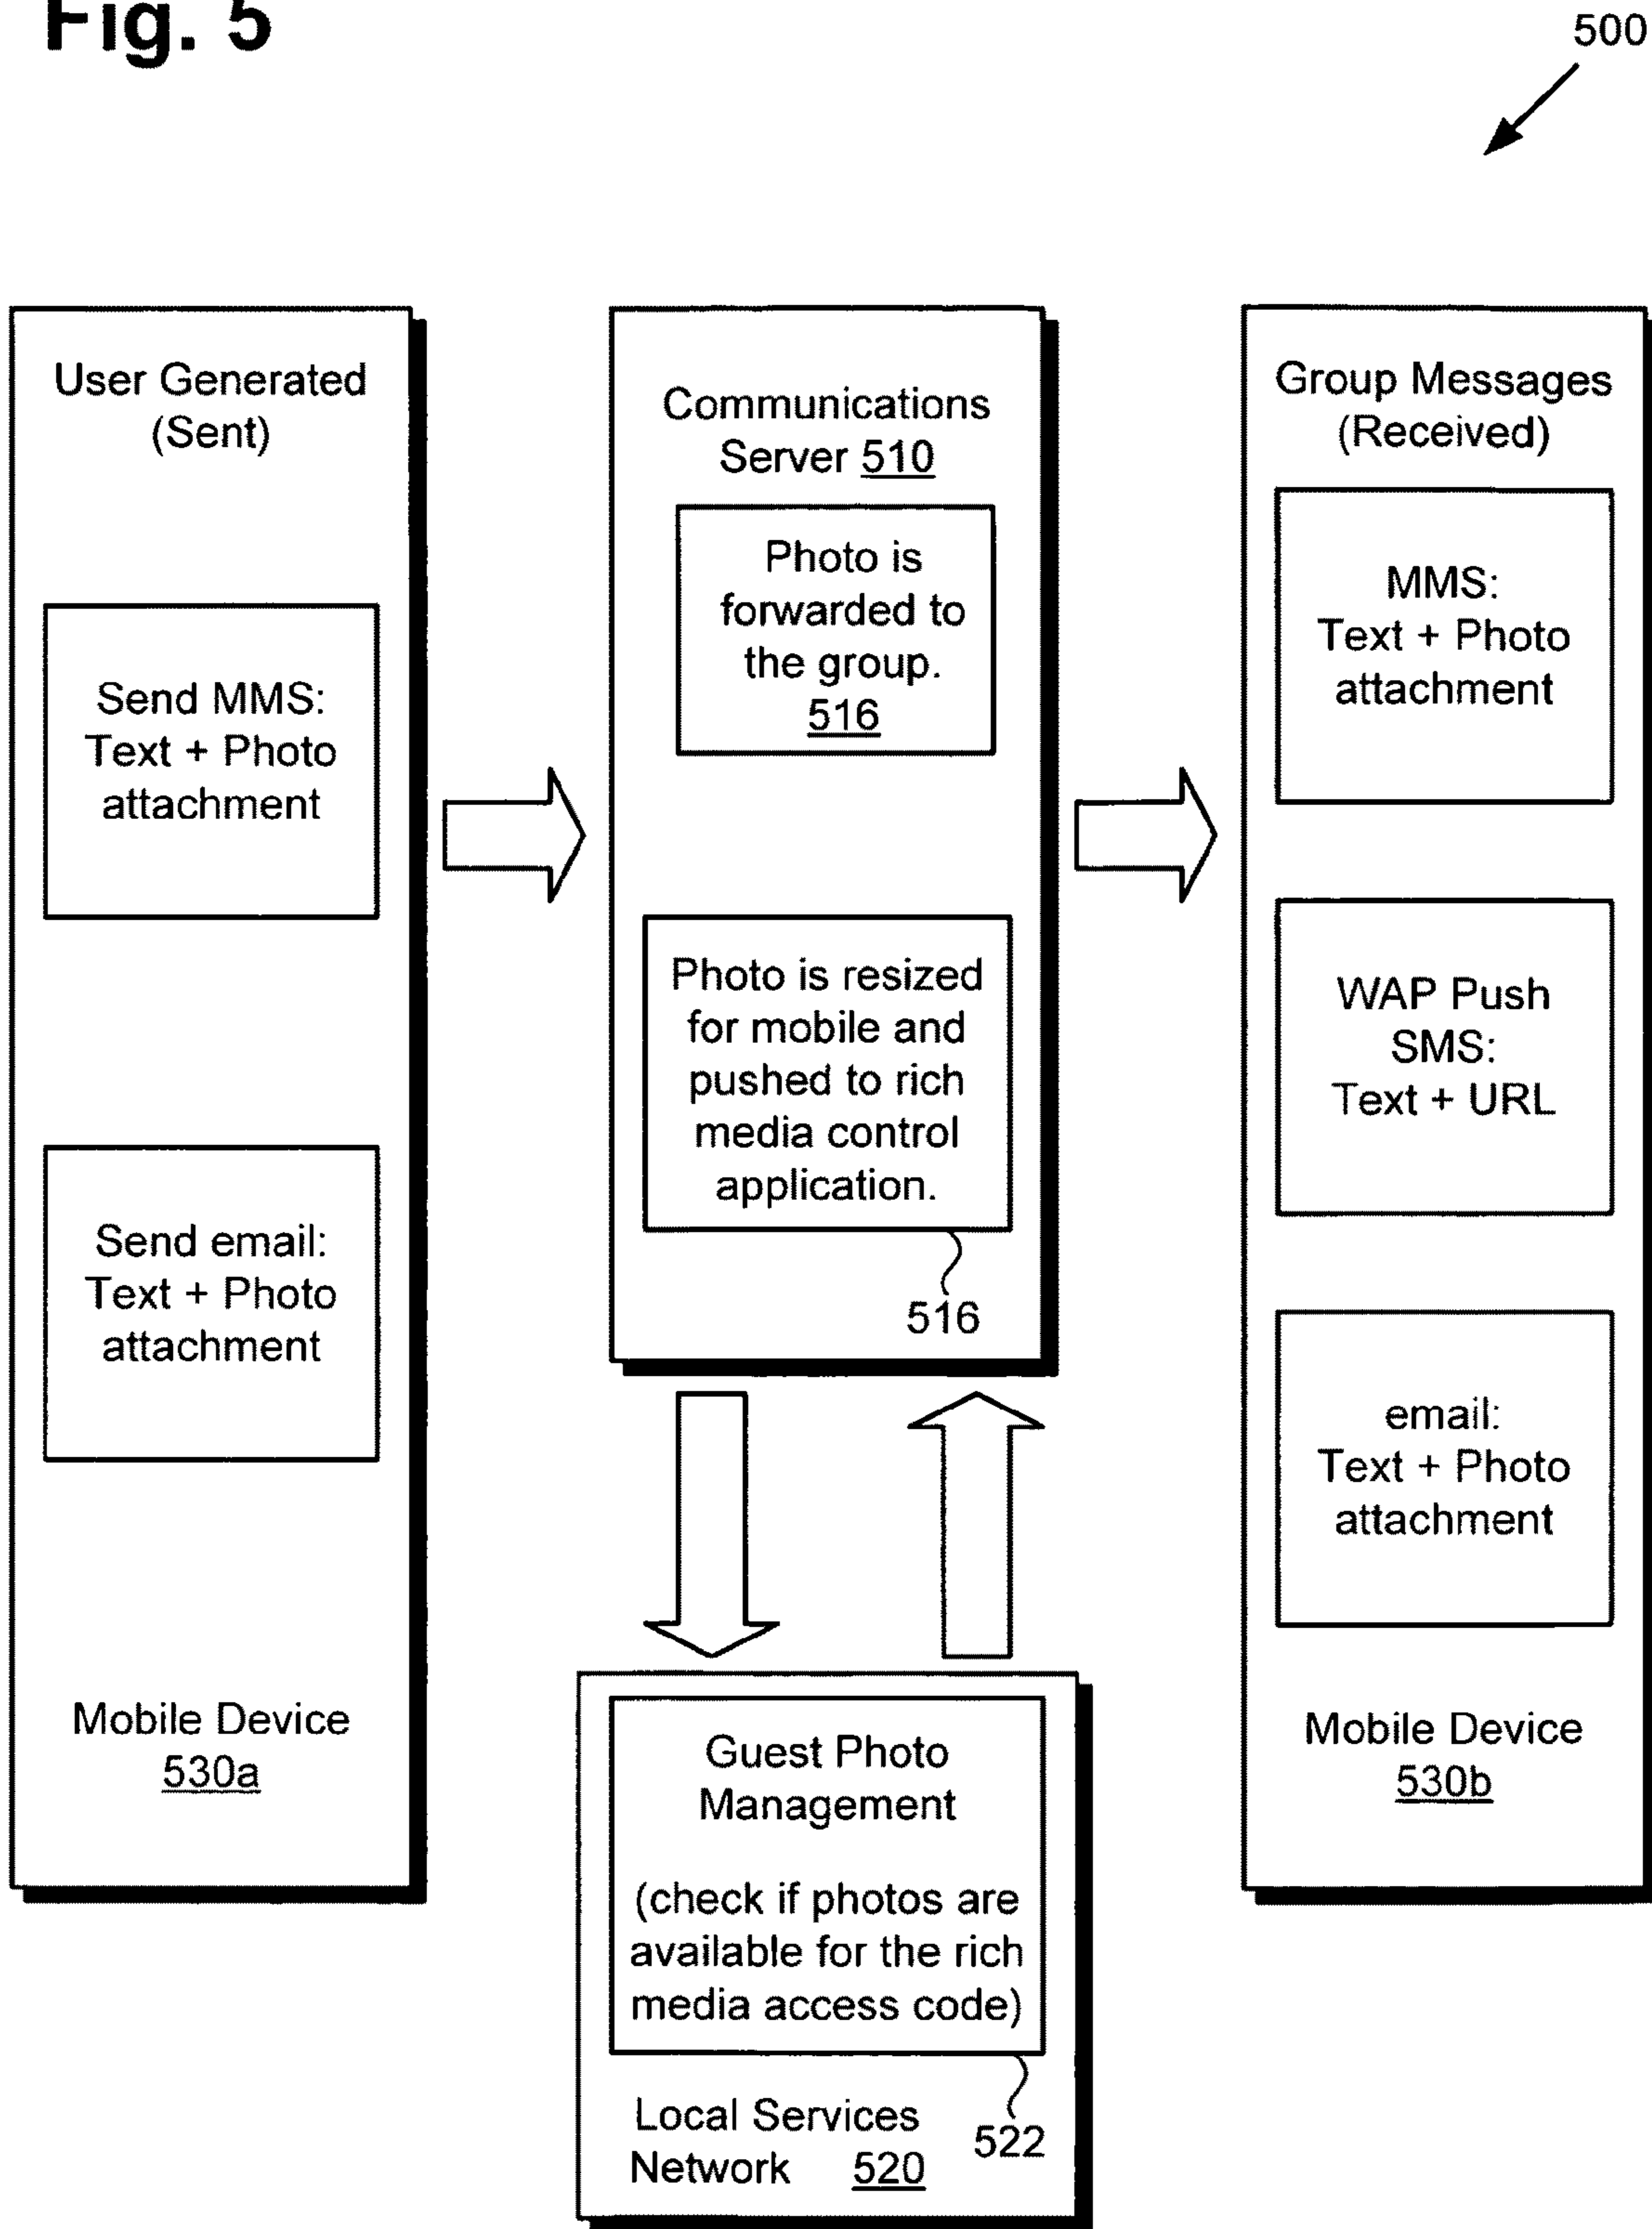 Fig. 5
500
User Generated
(Sent)
Send MMS:
Text + Photo
attachment
Send email:
Text + Photo
attachment
Mobile Device
530a
Communications
Server 510
Photo is
forwarded to
the group.
516
Photo is resized
for mobile and
pushed to rich
media control
application.
516
Guest Photo
Management
(check if photos are
available for the rich
media access code)
522
Local Services
Network 520
Group Messages
(Received)
MMS:
Text + Photo
attachment
WAP Push
SMS:
Text + URL
email:
Text + Photo
attachment
Mobile Device
530b